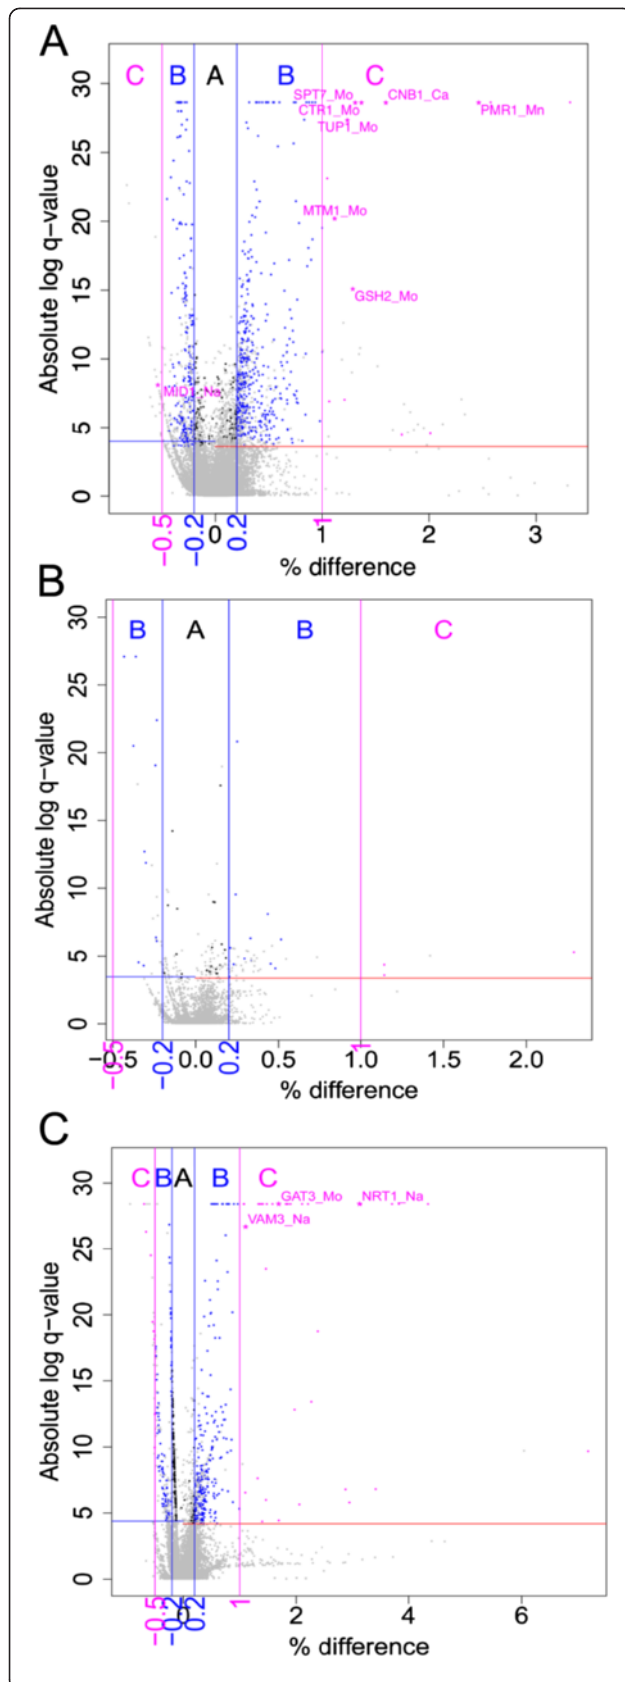 A
C B A B C
SPT7_Mo CNB1_Ca
CTR1_Mo PMR1_Mn
TUP1_Mo
MTM1_Mo
GSH2_Mo
MID1_Na
Absolute log q-value
0 5 10 15 20 25 30
0 1 2 3
-0.5 -0.2 0.2 1
% difference
B
B A B C
Absolute log q-value
0 5 10 15 20 25 30
-0.5 0.0 0.5 1.0 1.5 2.0
-0.5 -0.2 0.2 1
% difference
C
C B A B C
GAT3_Mo NRT1_Na
VAM3_Na
Absolute log q-value
0 5 10 15 20 25 30
0 2 4 6
-0.5 -0.2 0.2 1
% difference